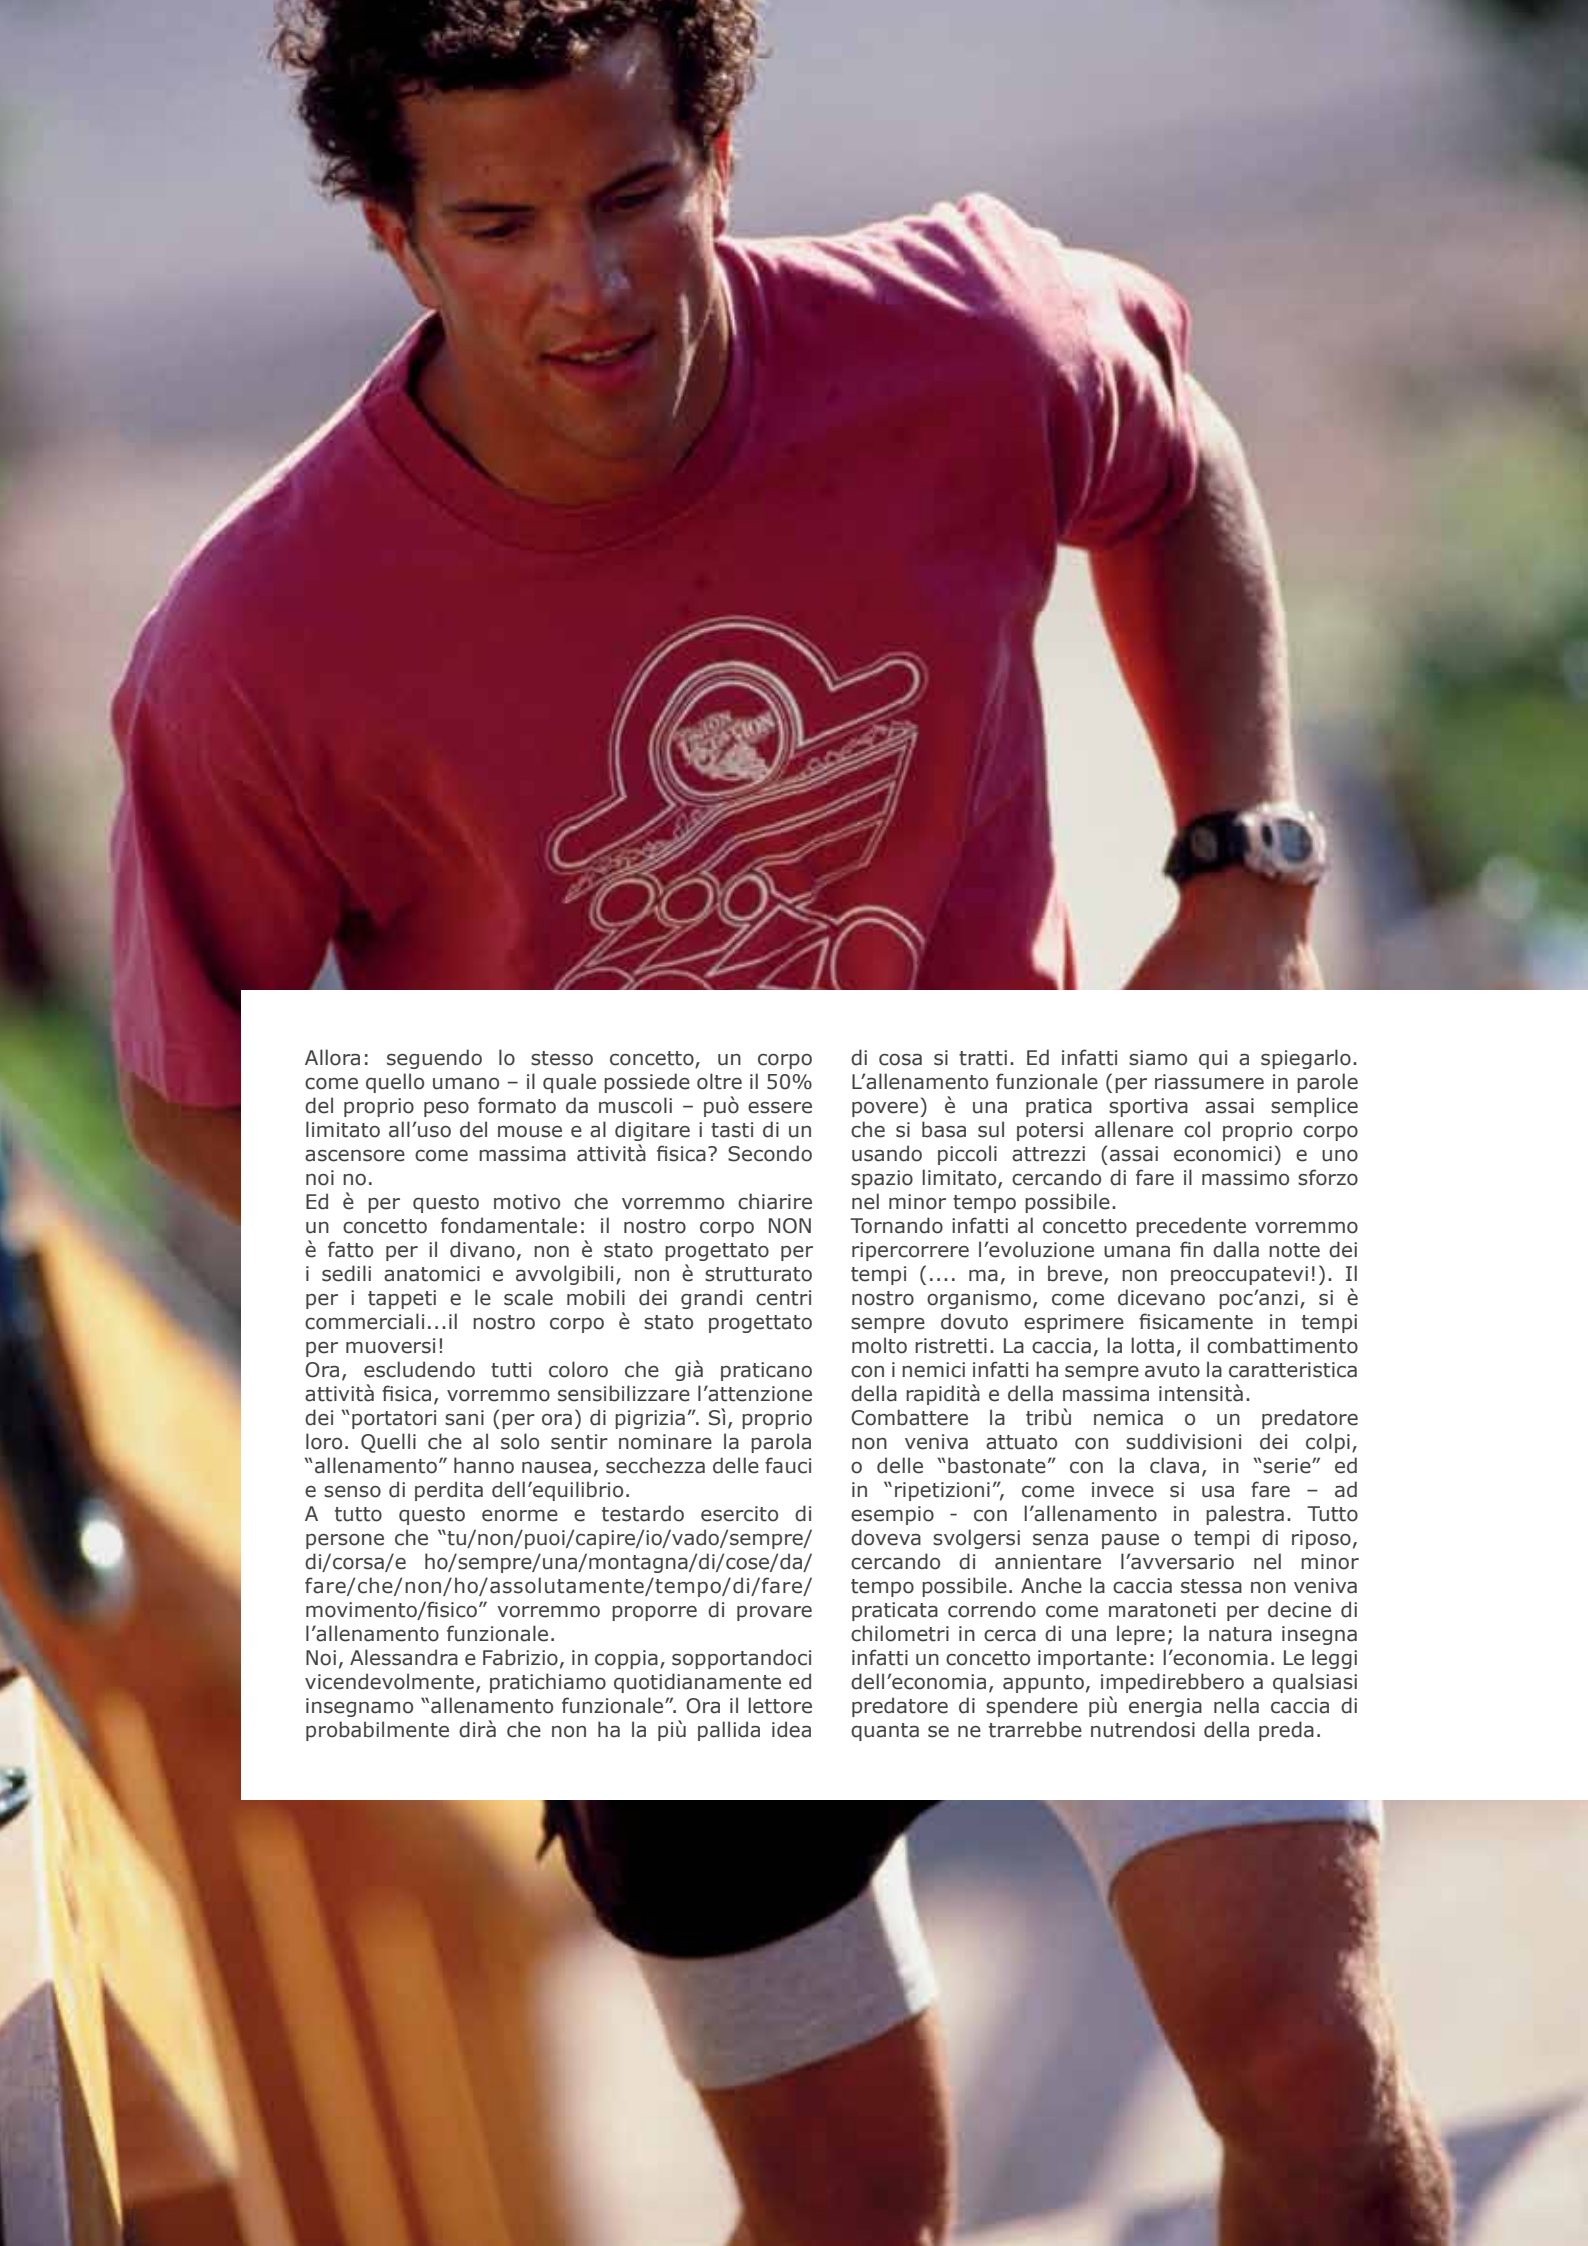 STATION
Allora: seguendo lo stesso concetto, un corpo
come quello umano – il quale possiede oltre il 50%
del proprio peso formato da muscoli – può essere
limitato all’uso del mouse e al digitare i tasti di un
ascensore come massima attività fisica? Secondo
noi no.
Ed è per questo motivo che vorremmo chiarire
un concetto fondamentale: il nostro corpo NON
è fatto per il divano, non è stato progettato per
i sedili anatomici e avvolgibili, non è strutturato
per i tappeti e le scale mobili dei grandi centri
commerciali...il nostro corpo è stato progettato
per muoversi!
Ora, escludendo tutti coloro che già praticano
attività fisica, vorremmo sensibilizzare l’attenzione
dei “portatori sani (per ora) di pigrizia”. Sì, proprio
loro. Quelli che al solo sentir nominare la parola
“allenamento” hanno nausea, secchezza delle fauci
e senso di perdita dell’equilibrio.
A tutto questo enorme e testardo esercito di
persone che “tu/non/puoi/capire/io/vado/sempre/
di/corsa/e ho/sempre/una/montagna/di/cose/da/
fare/che/non/ho/assolutamente/tempo/di/fare/
movimento/fisico” vorremmo proporre di provare
l’allenamento funzionale.
Noi, Alessandra e Fabrizio, in coppia, sopportandoci
vicendevolmente, pratichiamo quotidianamente ed
insegnamo “allenamento funzionale”. Ora il lettore
probabilmente dirà che non ha la più pallida idea
di cosa si tratti. Ed infatti siamo qui a spiegarlo.
L’allenamento funzionale (per riassumere in parole
povere) è una pratica sportiva assai semplice
che si basa sul potersi allenare col proprio corpo
usando piccoli attrezzi (assai economici) e uno
spazio limitato, cercando di fare il massimo sforzo
nel minor tempo possibile.
Tornando infatti al concetto precedente vorremmo
ripercorrere l’evoluzione umana fin dalla notte dei
tempi (.... ma, in breve, non preoccupatevi!). Il
nostro organismo, come dicevano poc’anzi, si è
sempre dovuto esprimere fisicamente in tempi
molto ristretti. La caccia, la lotta, il combattimento
con i nemici infatti ha sempre avuto la caratteristica
della rapidità e della massima intensità.
Combattere la tribù nemica o un predatore
non veniva attuato con suddivisioni dei colpi,
o delle “bastonate” con la clava, in “serie” ed
in “ripetizioni”, come invece si usa fare – ad
esempio - con l’allenamento in palestra. Tutto
doveva svolgersi senza pause o tempi di riposo,
cercando di annientare l’avversario nel minor
tempo possibile. Anche la caccia stessa non veniva
praticata correndo come maratoneti per decine di
chilometri in cerca di una lepre; la natura insegna
infatti un concetto importante: l’economia. Le leggi
dell’economia, appunto, impedirebbero a qualsiasi
predatore di spendere più energia nella caccia di
quanta se ne trarrebbe nutrendosi della preda.